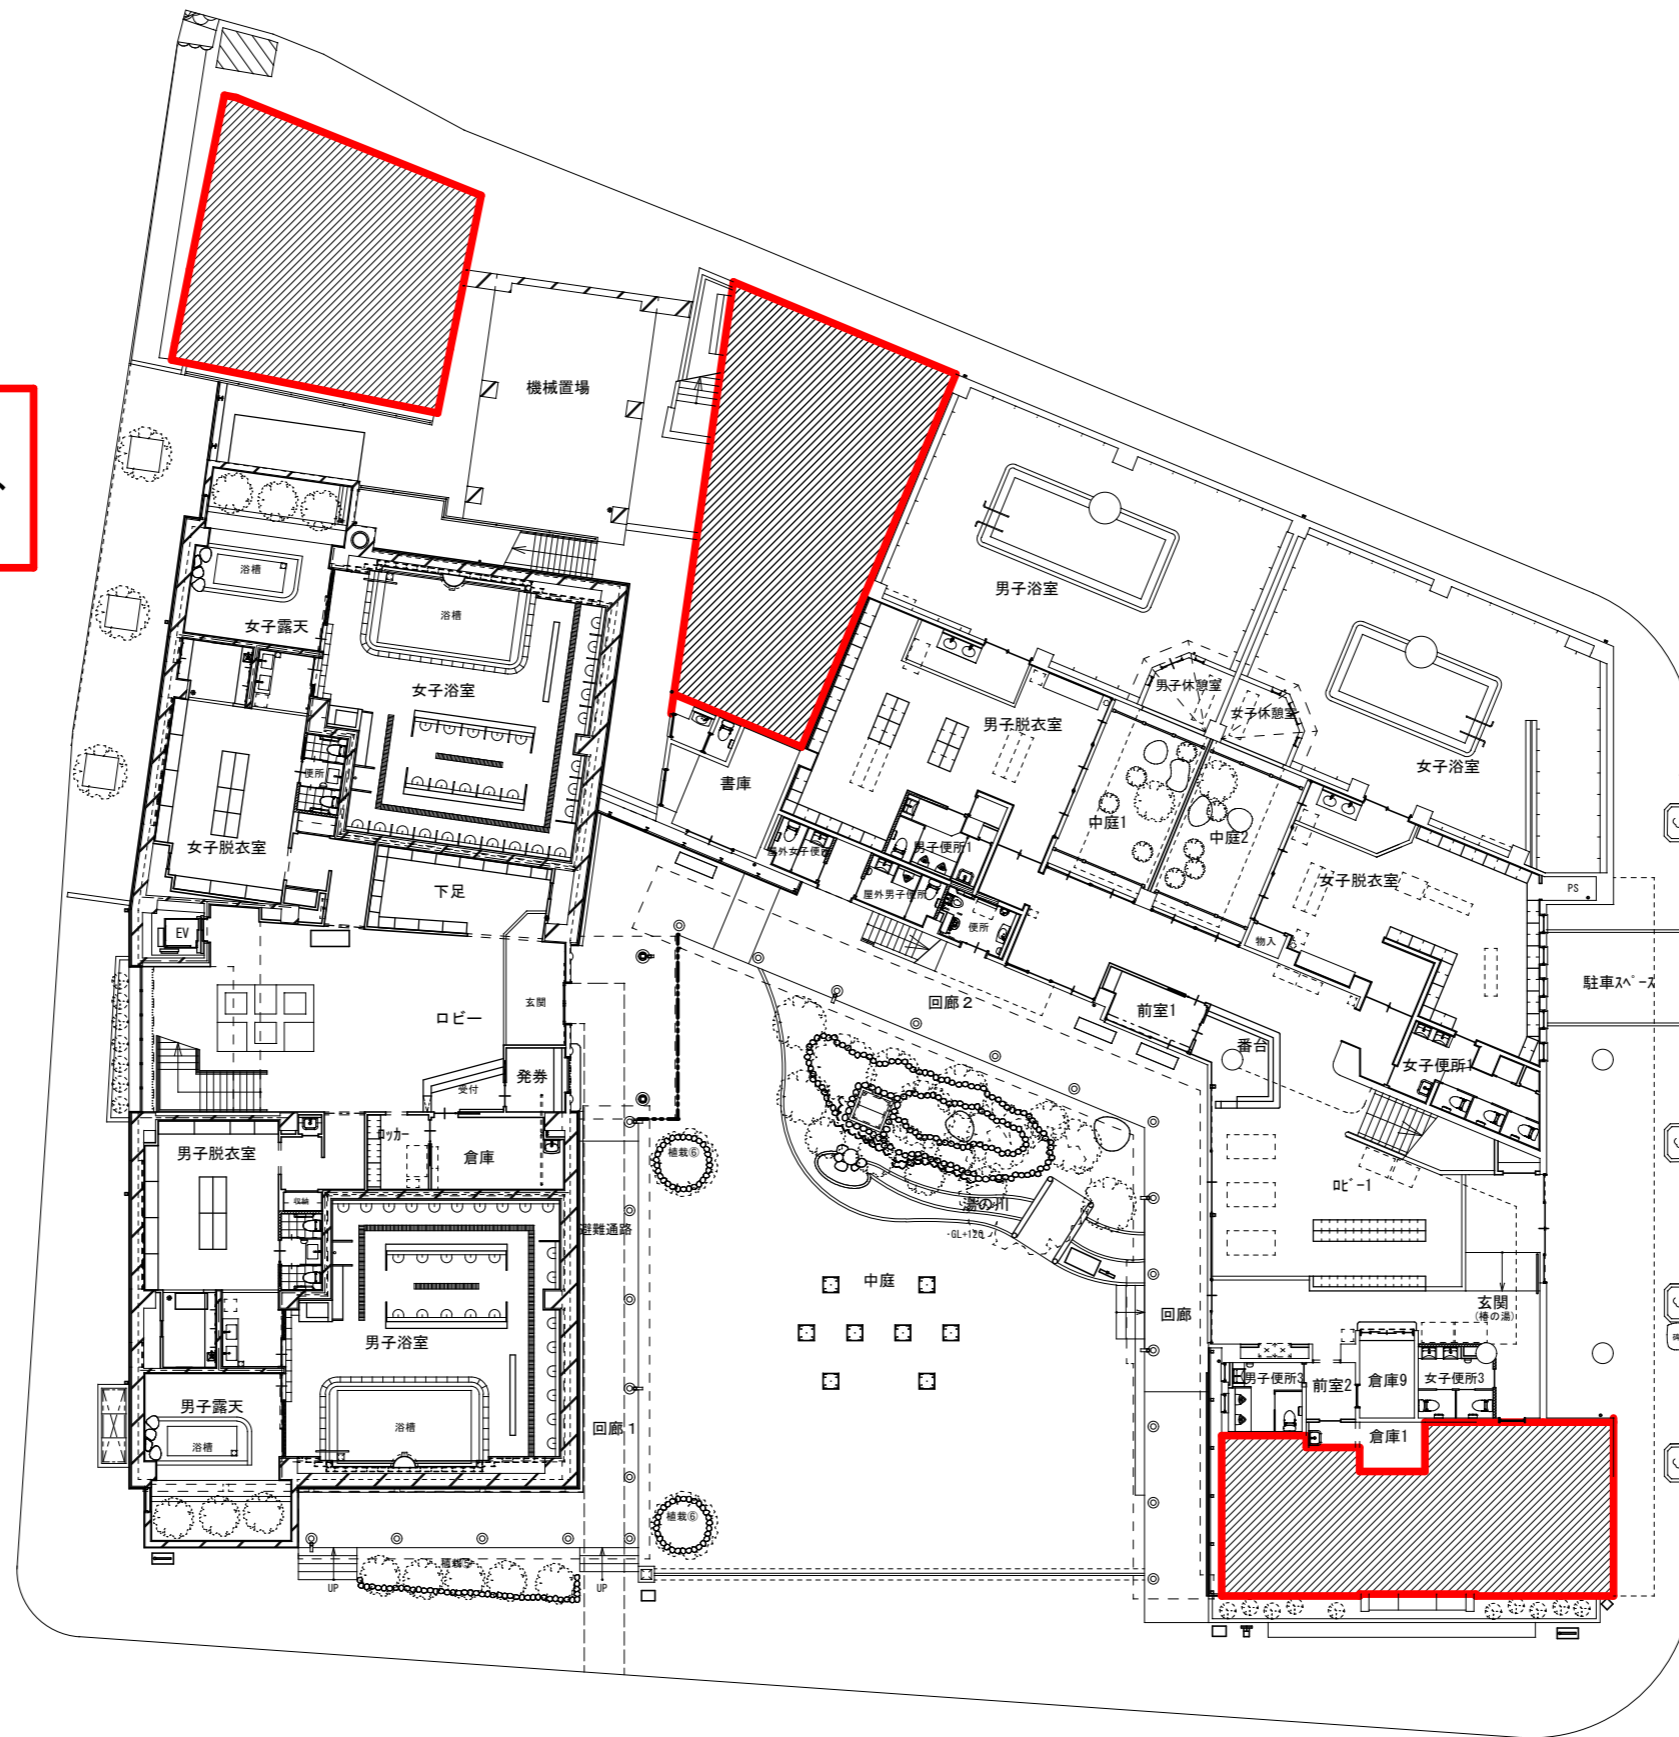 機械置場
浴槽
女子露天
浴槽
女子浴室
男子浴室
男子休憩室
女子休憩室
女子浴室
男子脱衣室
中庭1
中庭2
女子脱衣室
便所
女子脱衣室
書庫
男子便所1
屋外男子便所
便所
物入
PS
駐車スペース
下足
EV
ロビー
玄関
回廊2
前室1
番台
女子便所1
発券
受付
ロッカー
倉庫
男子脱衣室
収納
植栽⑥
避難通路
中庭
回廊
ロビー1
玄関
(椿の湯)
男子浴室
男子露天
浴槽
浴槽
回廊1
植栽⑥
UP
UP
男子便所3
前室2
倉庫9
女子便所3
倉庫1